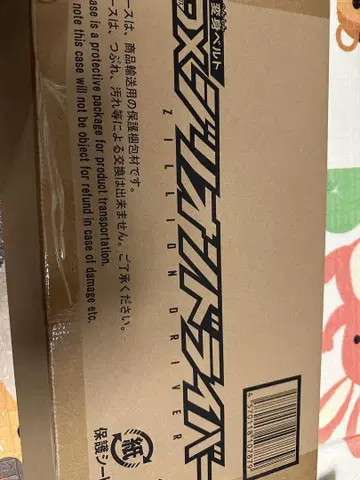 変身ベルト
Xジリオンドライバー
ZILLION DRIVER
ースは、商品輸送用の保護梱包材です。
ase is a protective package for product transportation.
ースは、つぶれ、汚れ等による交換は出来ません。ご了承ください。
note this case will not be object for refund in case of damage etc.
紙
保護シー